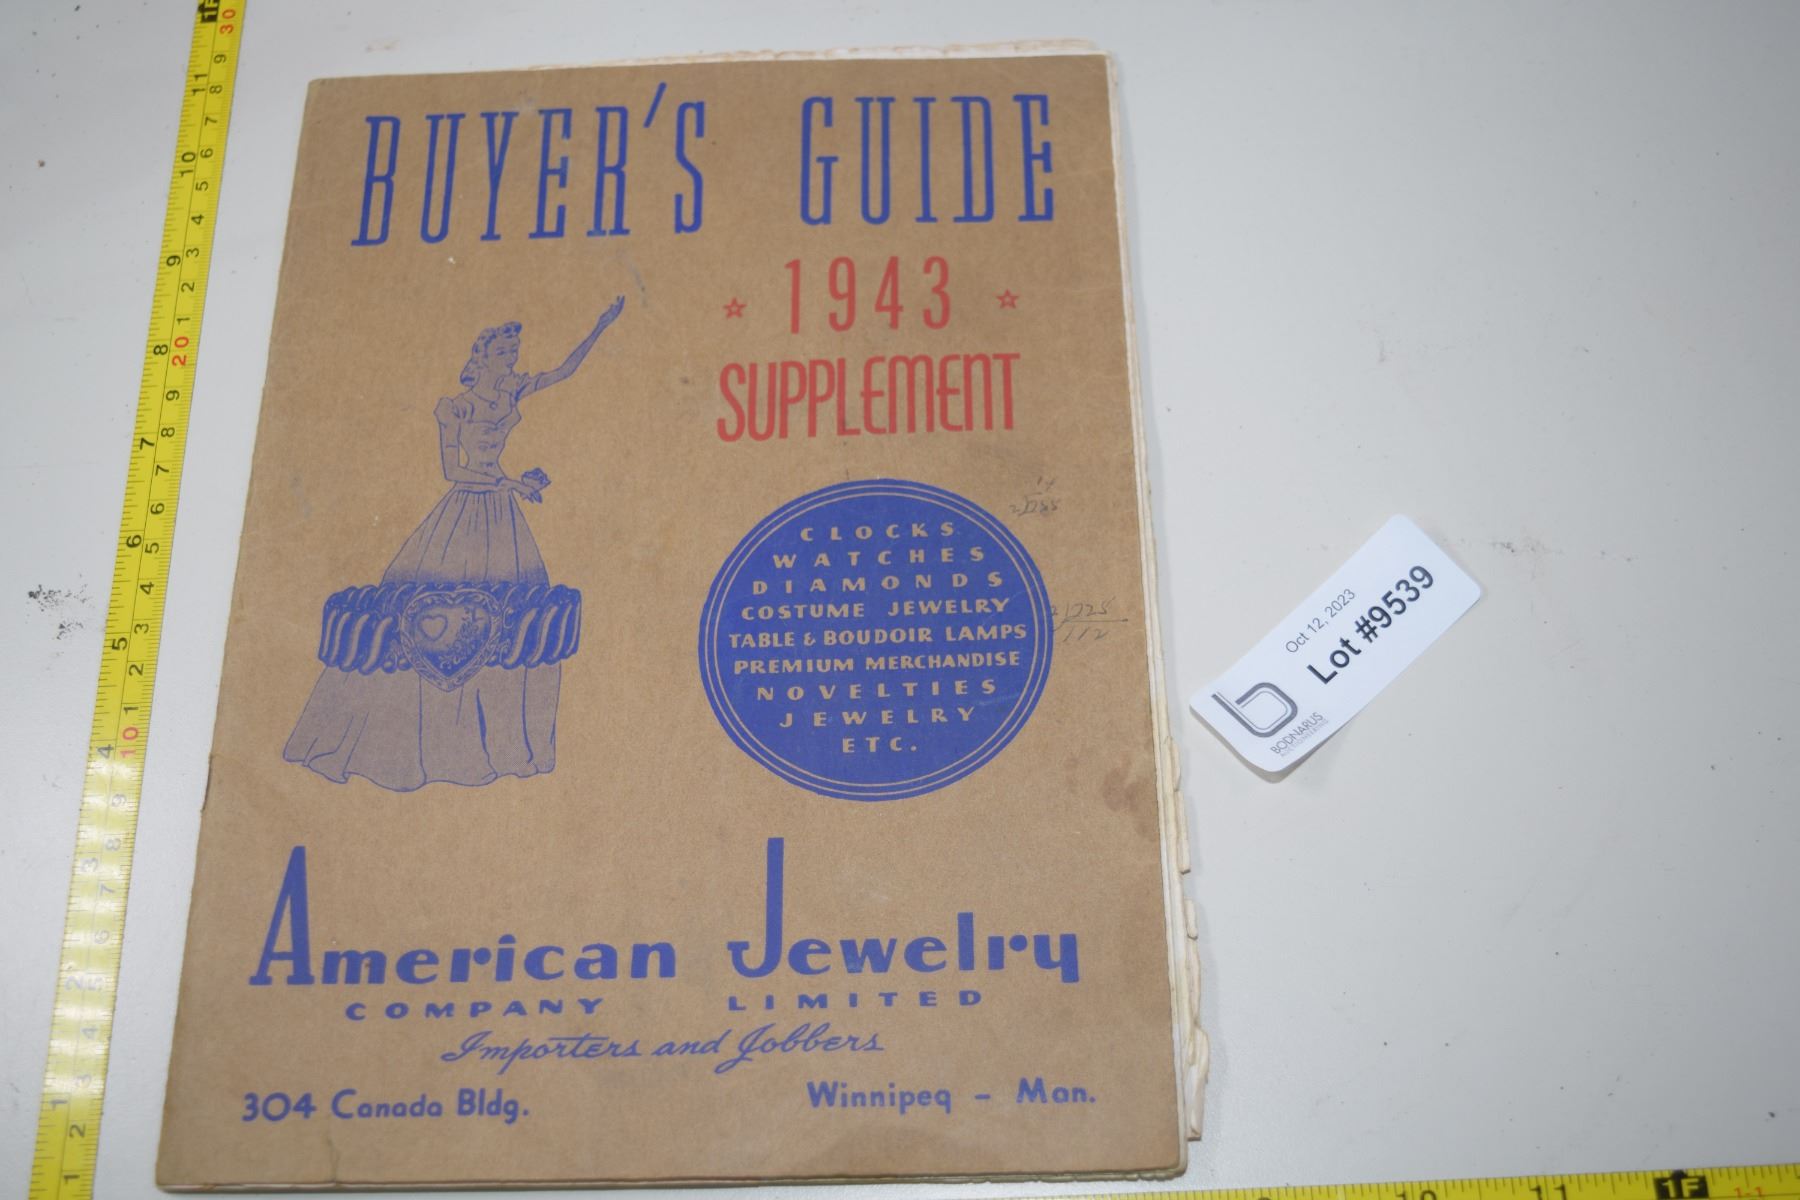 BUYER'S GUIDE
☆ 1943 ☆
SUPPLEMENT
CLOCKS
WATCHES
DIAMONDS
COSTUME JEWELRY
TABLE & BOUDOIR LAMPS
PREMIUM MERCHANDISE
NOVELTIES
JEWELRY
ETC.
American Jewelry
COMPANY LIMITED
Importers and Jobbers
304 Canada Bldg. Winnipeg - Man.
Oct 12, 2023
Lot #9539
b
BODNARUS
AUCTIONEERING